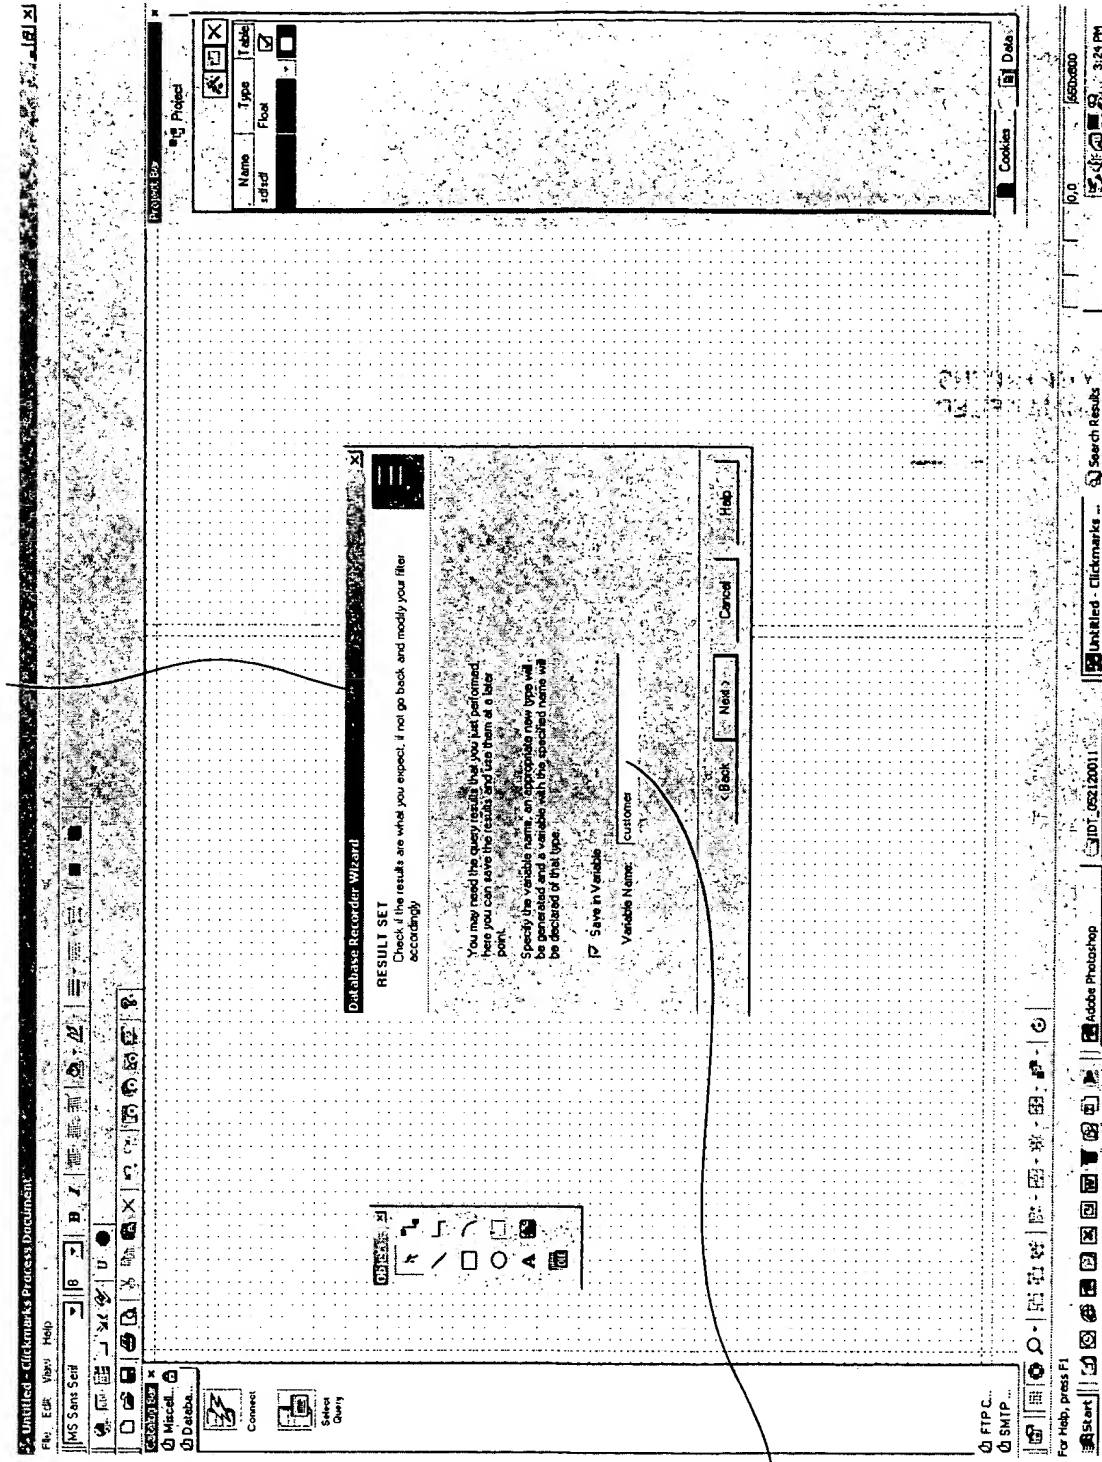 Untitled - Clickmarks Process Document
File Edit View Help
MS Sans Serif 8 B I
Catalog Bar
Miscell...
Databa...
Connect
Select
Query
FTP C...
SMTP...
Objects
A
Database Recorder Wizard
RESULT SET
Check if the results are what you expect, if not go back and modify your filter
accordingly
You may need the query results that you just performed,
here you can save the results and use them at a later
point.
Specify the variable name, an appropriate new type will
be generated and a variable with the specified name will
be declared of that type.
Save in Variable
Variable Name: customer
< Back Next > Cancel Help
Project Bar
Project
Name Type Table
sdfsdf Float
Cookies Data
For Help, press F1
0,0 660x800
Start Adobe Photoshop IDT_052120011 Untitled - Clickmarks ... Search Results 3:24 PM